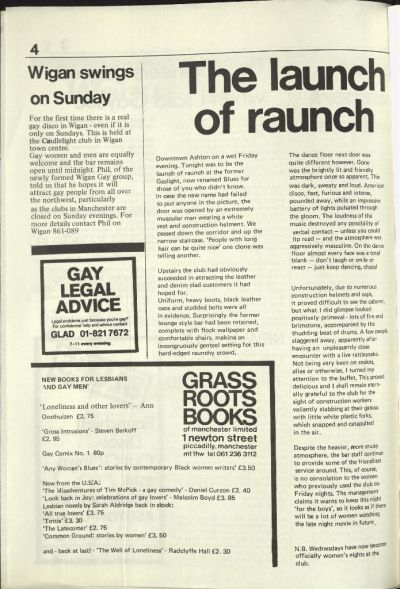 4
Wigan swings
on Sunday
For the first time there is a real
gay disco in Wigan - even if it is
only on Sundays. This is held at
the Candlelight club in Wigan
town centre.
Gay women and men are equally
welcome and the bar remains
open until midnight. Phil, of the
newly formed Wigan Gay group,
told us that he hopes it will
attract gay people from all over
the northwest, particularly
as the clubs in Manchester are
closed on Sunday evenings. For
more details contact Phil on
Wigan 861-089
GAY
LEGAL
ADVICE
Legal problems just because you're gay?
For confidential help and advice contact
GLAD 01-821 7672
7-11 every evening
The launch
of raunch
Downtown Ashton on a wet Friday
evening. Tonight was to be the
launch of raunch at the former
Gaslight, now renamed Blues for
those of you who didn't know.
In case the new name had failed
to put anyone in the picture, the
door was opened by an extremely
muscular man wearing a white
vest and construction helmet. We
passed down the corridor and up the
narrow staircase. 'People with long
hair can be quite nice' one clone was
telling another.
Upstairs the club had obviously
succeeded in attracting the leather
and denim clad customers it had
hoped for.
Uniform, heavy boots, black leather
caps and studded belts were all
in evidence. Surprisingly the former
lounge style bar had been retained,
complete with flock wallpaper and
comfortable chairs, making an
incongruously genteel setting for this
hard-edged raunchy crowd.
The dance floor next door was
quite different however. Gone
was the brightly lit and friendly
atmosphere once so apparent. This
was dark, sweaty and loud. America
disco, fast, furious and intense,
pounded away, while an impressive
battery of lights pulsated through
the gloom. The loudness of the
music destroyed any possibility of
verbal contact — unless you could
lip read — and the atmosphere was
aggressively masculine. On the dance
floor almost every face was a total
blank — don't laugh or smile or
react — just keep dancing, chaps!
Unfortunately, due to numerous
construction helmets and caps,
it proved difficult to see the cabaret,
but what I did glimpse looked
positively primeval - lots of fire and
brimstone, accompanied by the
thudding beat of drums. A few people
staggered away, apparently after
having an unpleasantly close
encounter with a live rattlesnake.
Not being very keen on snakes,
alive or otherwise, I turned my
attention to the buffet. This proved
delicious and I shall remain etern-
ally grateful to the club for the
sight of construction workers
valiantly stabbing at their gateau
with little white plastic forks,
which snapped and catapulted
in the air.
Despite the heavier, more cruisy
atmosphere, the bar staff continue
to provide some of the friendliest
service around. This, of course,
is no consolation to the women
who previously used the club on
Friday nights. The management
claims it wants to keep this night
'for the boys', so it looks as if there
will be a lot of women watching
the late night movie in future.
N.B. Wednesdays have now become
officially women's nights at the
club.
NEW BOOKS FOR LESBIANS
'AND GAY MEN'
'Loneliness and other lovers' — Ann
Oosthuizen £2.75
'Gross Intrusions' - Steven Berkoff
£2.95
Gay Comix No. 1 80p
'Any Woman's Blues': stories by contemporary Black women writers' £3.50
New from the U.S.A.:
'The Misadventures of Tim McPick - a gay comedy' - Daniel Curzon £2.40
'Look back in Joy: celebrations of gay lovers' - Malcolm Boyd £3.85
Lesbian novels by Sarah Aldridge back in stock:
'All true lovers' £3.75
'Tottie' £3.30
'The Latecomer' £2.75
'Common Ground: stories by women' £3.50
and - back at last! - 'The Well of Loneliness' - Radclyffe Hall £2.30
GRASS
ROOTS
BOOKS
of manchester limited
1 newton street
piccadilly, manchester
m1 1hw tel 061 236 3112